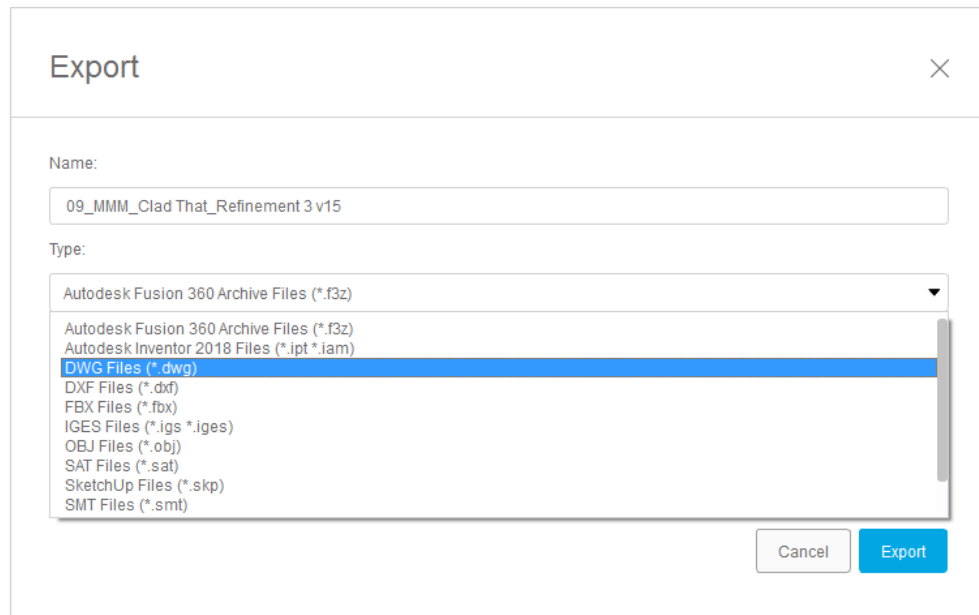 Export
Name:
09_MMM_Clad That_Refinement 3 v15
Type:
Autodesk Fusion 360 Archive Files (*.f3z)
Autodesk Fusion 360 Archive Files (*.f3z)
Autodesk Inventor 2018 Files (*.ipt *.iam)
DWG Files (*.dwg)
DXF Files (*.dxf)
FBX Files (*.fbx)
IGES Files (*.igs *.iges)
OBJ Files (*.obj)
SAT Files (*.sat)
SketchUp Files (*.skp)
SMT Files (*.smt)
Cancel Export